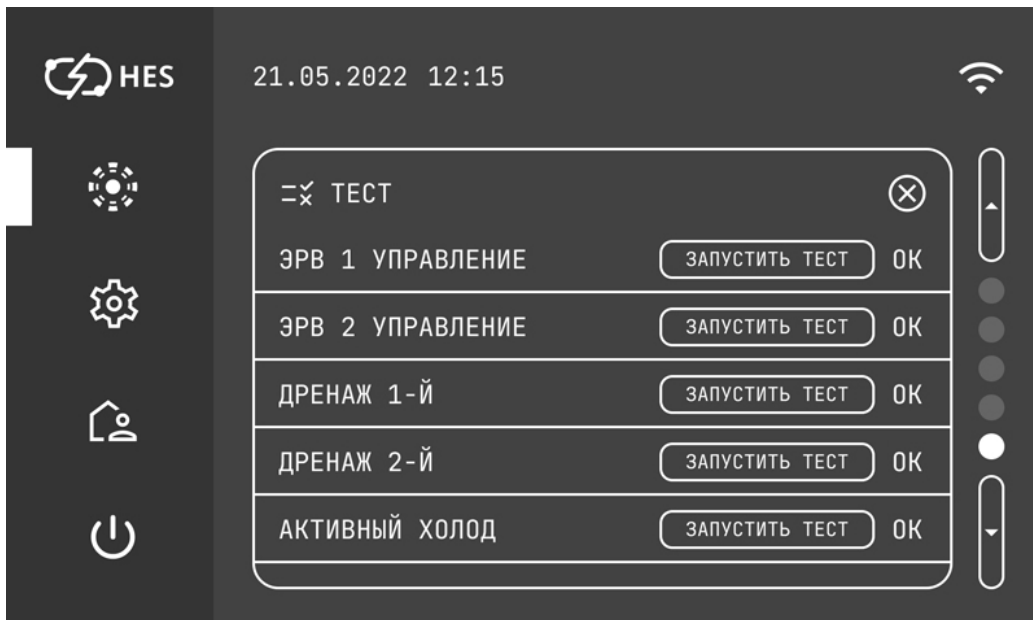 HES
21.05.2022 12:15
ТЕСТ
ЭРВ 1 УПРАВЛЕНИЕ ЗАПУСТИТЬ ТЕСТ ОК
ЭРВ 2 УПРАВЛЕНИЕ ЗАПУСТИТЬ ТЕСТ ОК
ДРЕНАЖ 1-Й ЗАПУСТИТЬ ТЕСТ ОК
ДРЕНАЖ 2-Й ЗАПУСТИТЬ ТЕСТ ОК
АКТИВНЫЙ ХОЛОД ЗАПУСТИТЬ ТЕСТ ОК